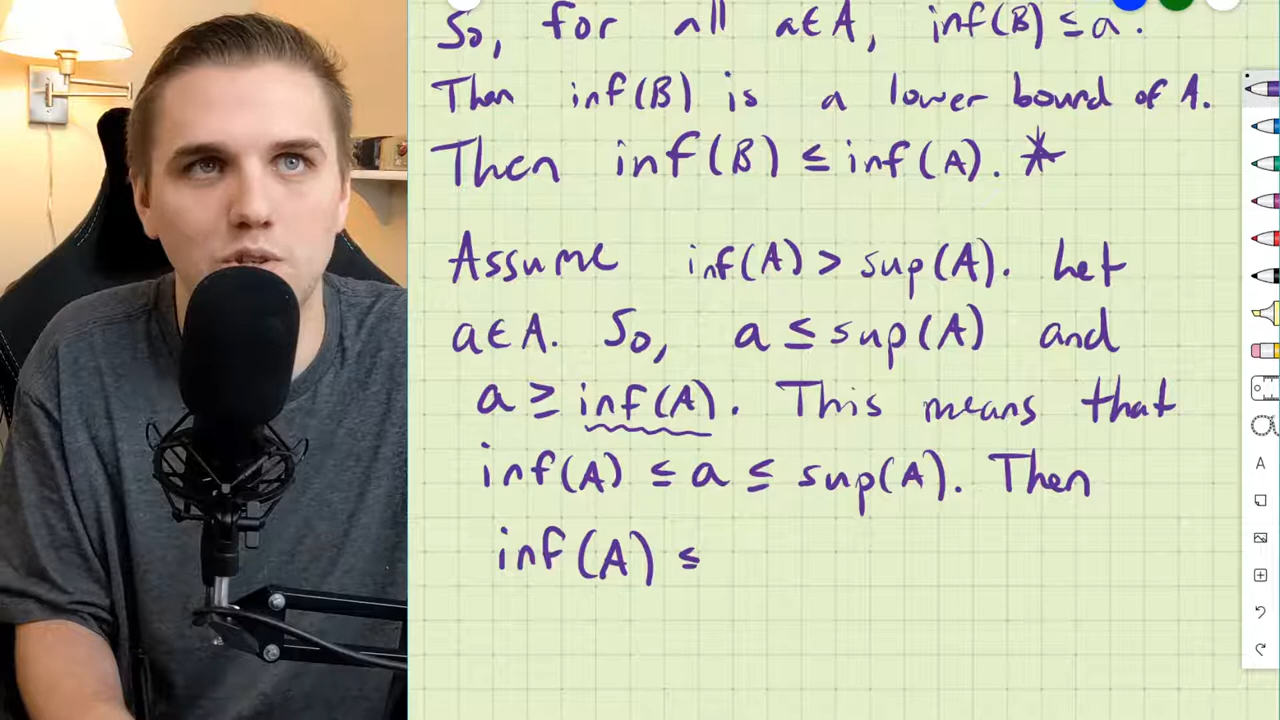 So, for all a∈A, inf(B) ≤ a.
Then inf(B) is a lower bound of A.
Then inf(B) ≤ inf(A). *
Assume inf(A) > sup(A). Let
a∈A. So, a ≤ sup(A) and
a ≥ inf(A). This means that
inf(A) ≤ a ≤ sup(A). Then
inf(A) ≤
A